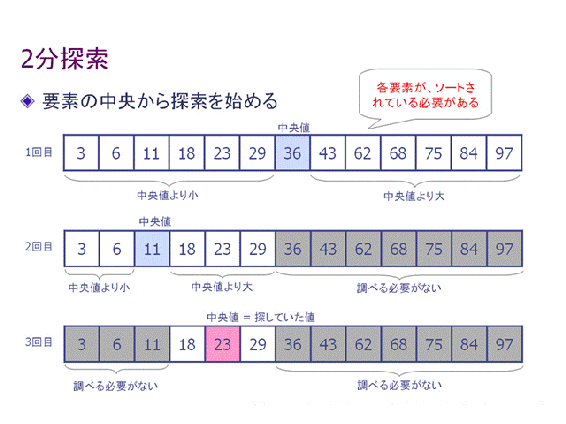 2分探索
要素の中央から探索を始める
各要素が、ソートさ
れている必要がある
中央値
1回目 3 6 11 18 23 29 36 43 62 68 75 84 97
中央値より小 中央値より大
中央値
2回目 3 6 11 18 23 29 36 43 62 68 75 84 97
中央値より小 中央値より大 調べる必要がない
中央値 = 探していた値
3回目 3 6 11 18 23 29 36 43 62 68 75 84 97
調べる必要がない 調べる必要がない